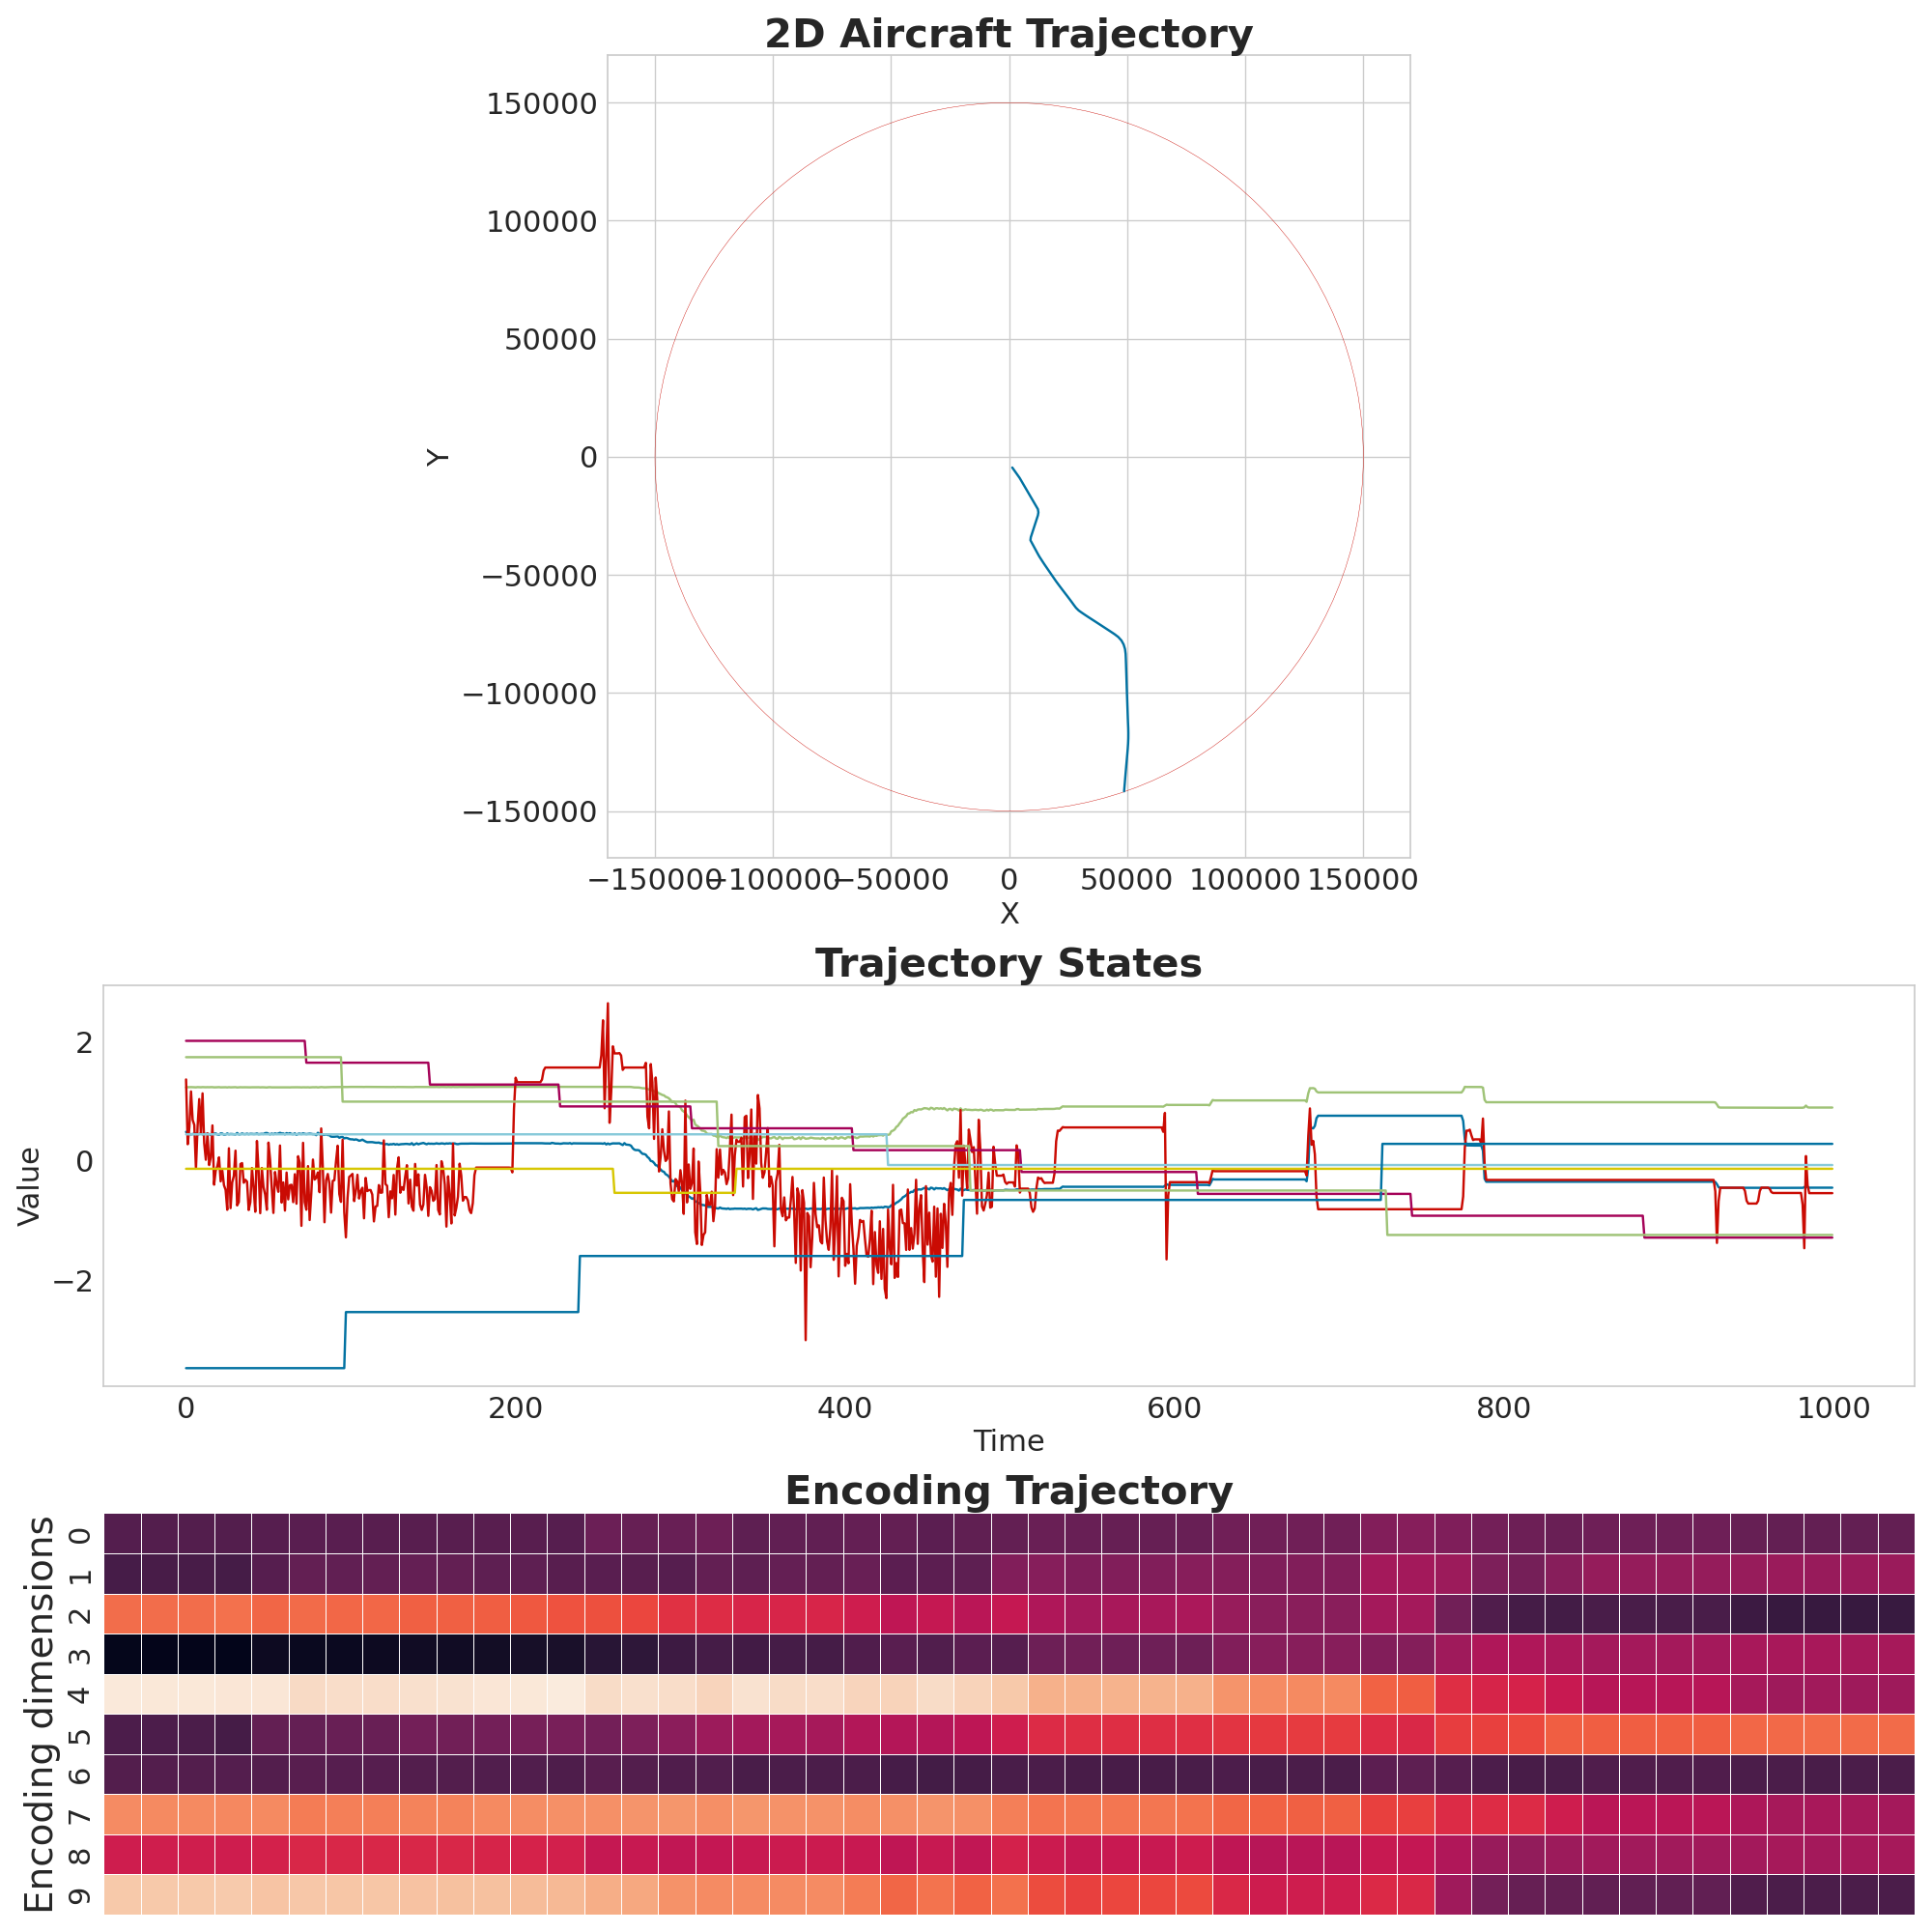 2D Aircraft Trajectory
150000
100000
50000
0
−50000
−100000
−150000
Y
−150000 −100000 −50000 0 50000 100000 150000
X
Trajectory States
2
0
−2
Value
0 200 400 600 800 1000
Time
Encoding Trajectory
Encoding dimensions
0
1
2
3
4
5
6
7
8
9